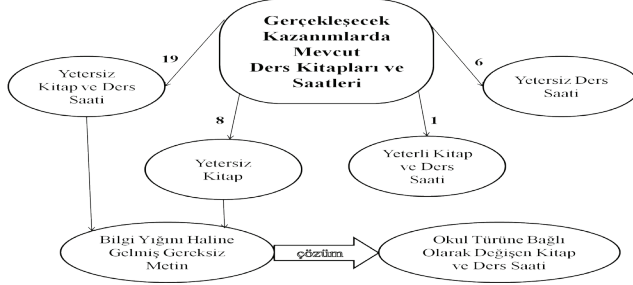 Gerçekleşecek
Kazanımlarda
Mevcut
Ders Kitapları ve
Saatleri
19
6
Yetersiz
Kitap ve Ders
Saati
Yetersiz Ders
Saati
8
1
Yetersiz
Kitap
Yeterli Kitap
ve Ders
Saati
Bilgi Yığını Haline
Gelmiş Gereksiz
Metin
çözüm
Okul Türüne Bağlı
Olarak Değişen Kitap
ve Ders Saati